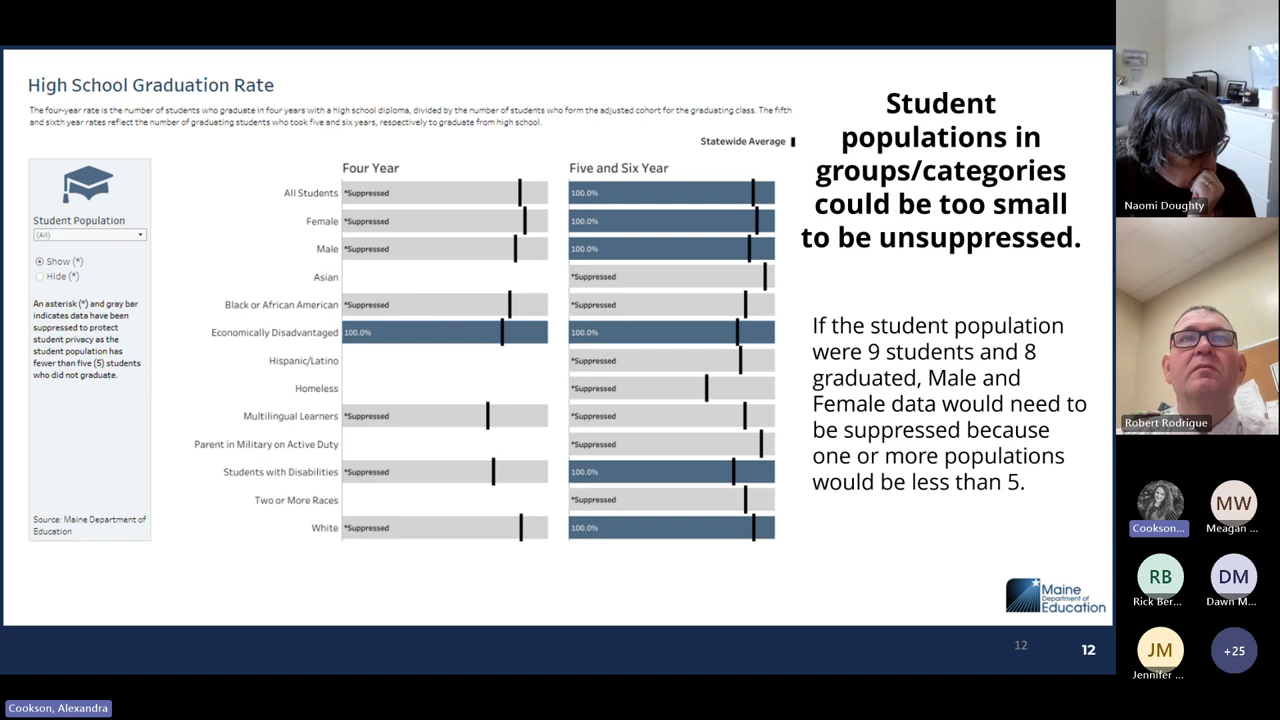 High School Graduation Rate
The four-year rate is the number of students who graduate in four years with a high school diploma, divided by the number of students who form the adjusted cohort for the graduating class. The fifth
and sixth year rates reflect the number of graduating students who took five and six years, respectively to graduate from high school.
Statewide Average
Student Population
(All)
Show (*)
Hide (*)
An asterisk (*) and gray bar
indicates data have been
suppressed to protect
student privacy as the
student population has
fewer than five (5) students
who did not graduate.
Source: Maine Department of
Education
Four Year
Five and Six Year
All Students *Suppressed 100.0%
Female *Suppressed 100.0%
Male *Suppressed 100.0%
Asian *Suppressed
Black or African American *Suppressed *Suppressed
Economically Disadvantaged 100.0% 100.0%
Hispanic/Latino *Suppressed
Homeless *Suppressed
Multilingual Learners *Suppressed *Suppressed
Parent in Military on Active Duty *Suppressed
Students with Disabilities *Suppressed 100.0%
Two or More Races *Suppressed
White *Suppressed 100.0%
Student
populations in
groups/categories
could be too small
to be unsuppressed.
If the student population
were 9 students and 8
graduated, Male and
Female data would need to
be suppressed because
one or more populations
would be less than 5.
Maine
Department of
Education
12
12
Naomi Doughty
Robert Rodrigue
Cookson...
MW
Meagan ...
RB
Rick Ber...
DM
Dawn M...
JM
Jennifer ...
+25
Cookson, Alexandra